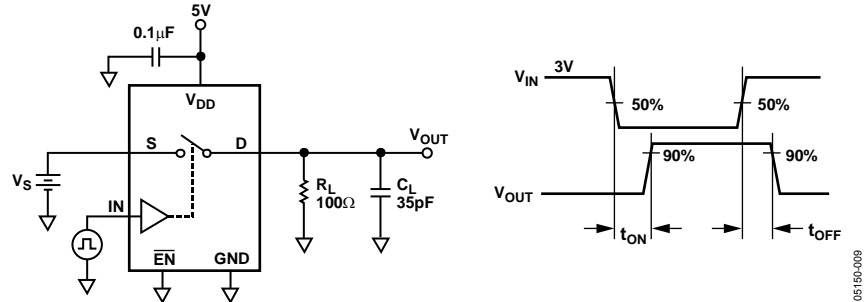 5V
0.1μF
VDD
S
D
VOUT
VS
RL
100Ω
CL
35pF
IN
EN
GND
VIN
3V
50%
50%
90%
90%
VOUT
tON
tOFF
05150-009